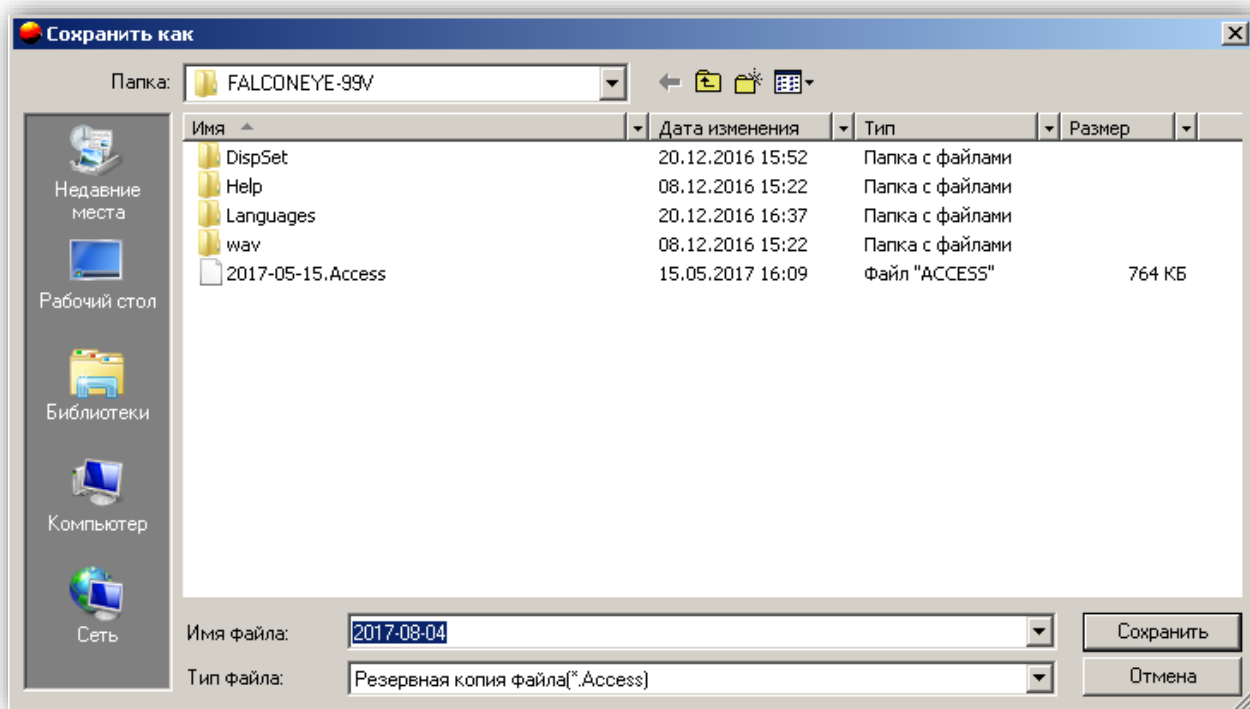 Сохранить как
Папка: FALCONEYE-99V
Имя Дата изменения Тип Размер
DispSet 20.12.2016 15:52 Папка с файлами
Help 08.12.2016 15:22 Папка с файлами
Languages 20.12.2016 16:37 Папка с файлами
wav 08.12.2016 15:22 Папка с файлами
2017-05-15.Access 15.05.2017 16:09 Файл "ACCESS" 764 КБ
Недавние
места
Рабочий стол
Библиотеки
Компьютер
Сеть
Имя файла: 2017-08-04 Сохранить
Тип файла: Резервная копия файла(*.Access) Отмена